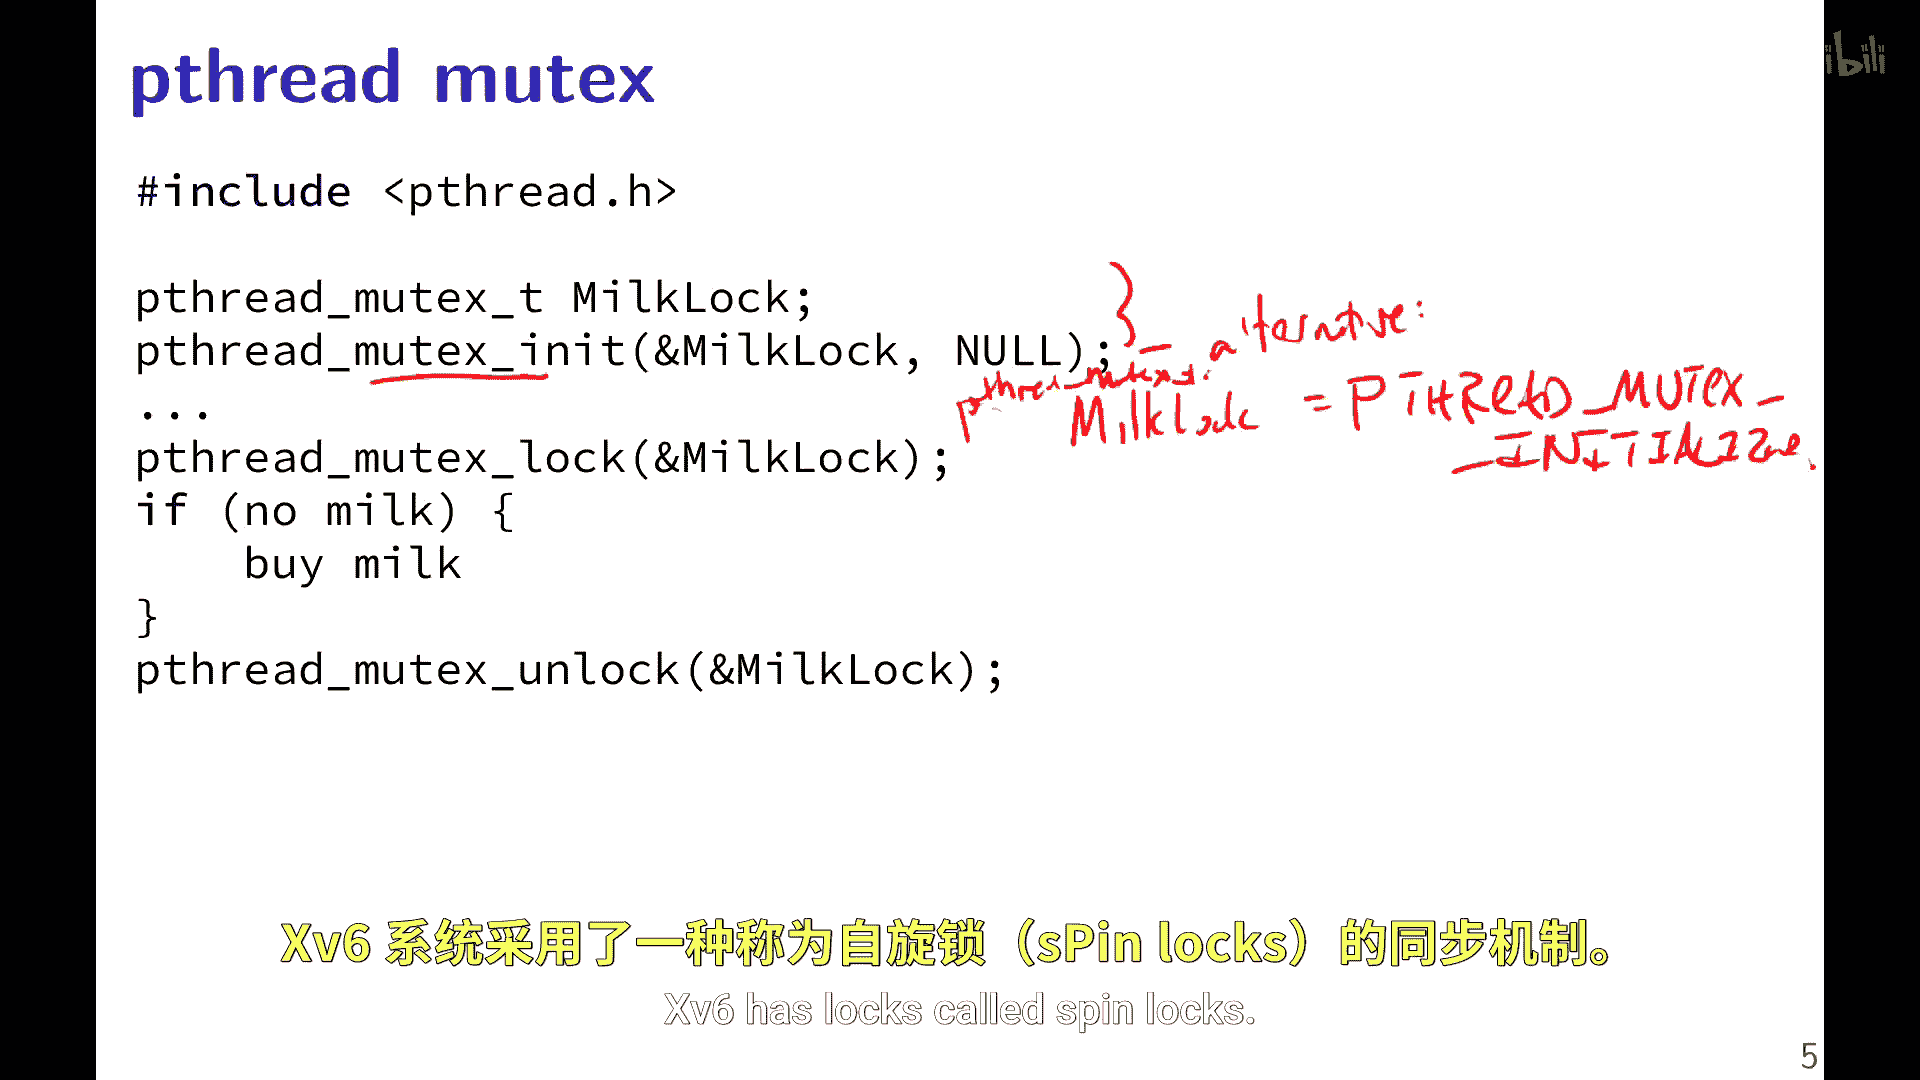 pthread mutex
bili
#include <pthread.h>
pthread_mutex_t MilkLock;
pthread_mutex_init(&MilkLock, NULL);
alternative:
pthread_mutex_t
MilkLock = PTHREAD_MUTEX_
_INITIALIZER
...
pthread_mutex_lock(&MilkLock);
if (no milk) {
buy milk
}
pthread_mutex_unlock(&MilkLock);
Xv6 系统采用了一种称为自旋锁（sPin locks）的同步机制。
Xv6 has locks called spin locks.
5